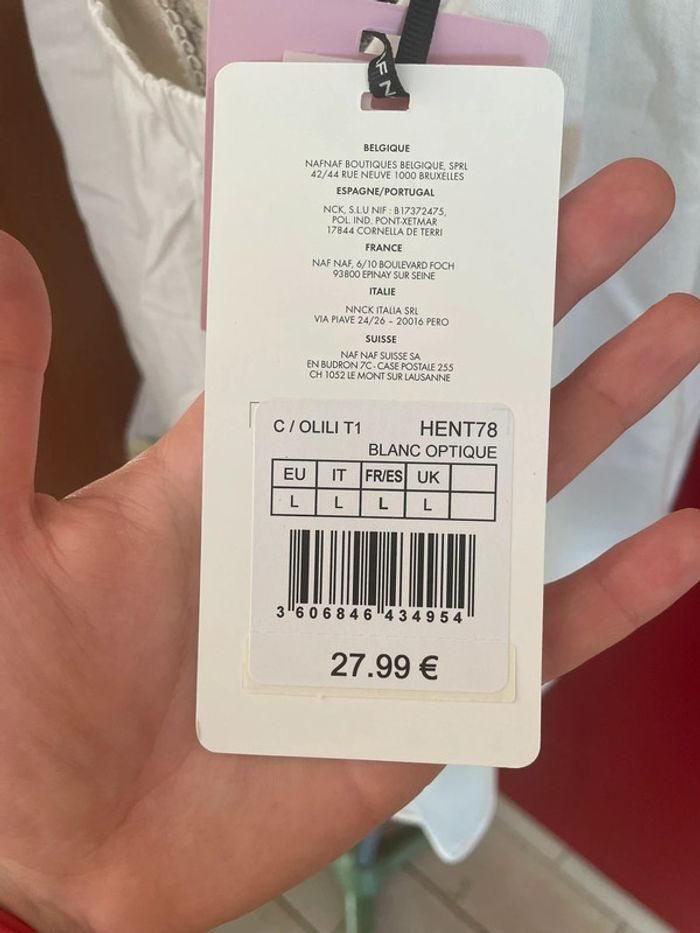 F N
BELGIQUE
NAFNAF BOUTIQUES BELGIQUE, SPRL
42/44 RUE NEUVE 1000 BRUXELLES
ESPAGNE/PORTUGAL
NCK, S.L.U NIF : B17372475,
POL. IND. PONT-XETMAR
17844 CORNELLA DE TERRI
FRANCE
NAF NAF, 6/10 BOULEVARD FOCH
93800 EPINAY SUR SEINE
ITALIE
NNCK ITALIA SRL
VIA PIAVE 24/26 - 20016 PERO
SUISSE
NAF NAF SUISSE SA
EN BUDRON 7C - CASE POSTALE 255
CH 1052 LE MONT SUR LAUSANNE
C / OLILI T1 HENT78
BLANC OPTIQUE
EU IT FR/ES UK
L L L L
3 606846 434954
27.99 €